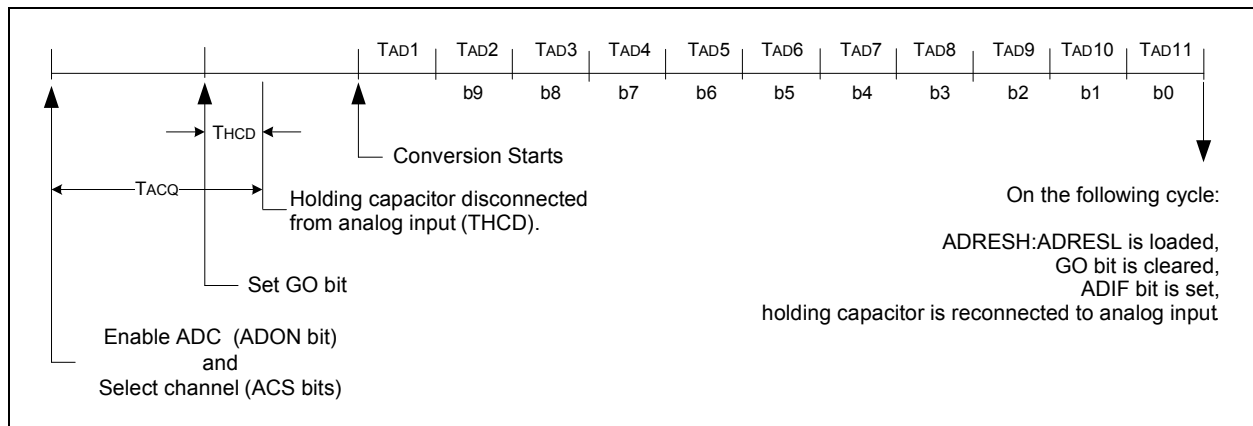 TAD1 TAD2 TAD3 TAD4 TAD5 TAD6 TAD7 TAD8 TAD9 TAD10 TAD11
b9 b8 b7 b6 b5 b4 b3 b2 b1 b0
THCD
Conversion Starts
TACQ
Holding capacitor disconnected
from analog input (THCD).
On the following cycle:
ADRESH:ADRESL is loaded,
GO bit is cleared,
ADIF bit is set,
holding capacitor is reconnected to analog input
Set GO bit
Enable ADC (ADON bit)
and
Select channel (ACS bits)